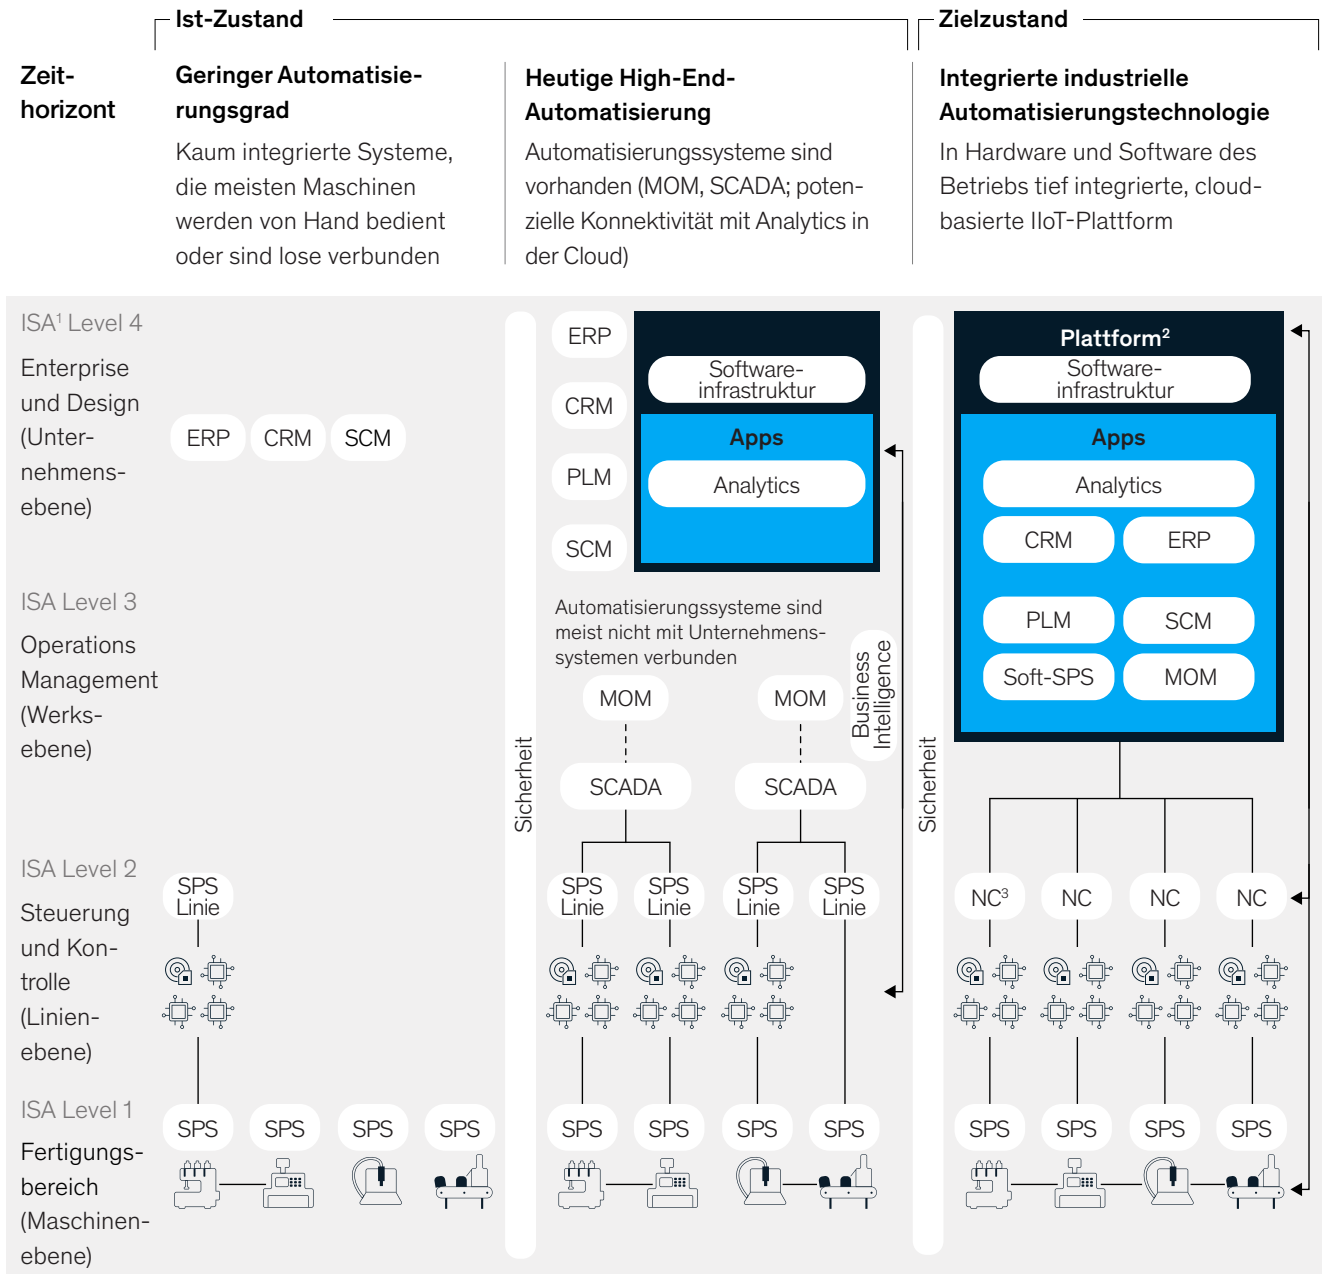 Ist-Zustand
Zielzustand
Zeit-
horizont
Geringer Automatisie-
rungsgrad
Kaum integrierte Systeme,
die meisten Maschinen
werden von Hand bedient
oder sind lose verbunden
Heutige High-End-
Automatisierung
Automatisierungssysteme sind
vorhanden (MOM, SCADA; poten-
zielle Konnektivität mit Analytics in
der Cloud)
Integrierte industrielle
Automatisierungstechnologie
In Hardware und Software des
Betriebs tief integrierte, cloud-
basierte IIoT-Plattform
ISA¹ Level 4
Enterprise
und Design
(Unter-
nehmens-
ebene)
ERP CRM SCM
Sicherheit
ERP
CRM
PLM
SCM
Software-
infrastruktur
Apps
Analytics
Sicherheit
Plattform²
Software-
infrastruktur
Apps
Analytics
CRM ERP
PLM SCM
Soft-SPS MOM
ISA Level 3
Operations
Management
(Werks-
ebene)
Automatisierungssysteme sind
meist nicht mit Unternehmens-
systemen verbunden
Business
Intelligence
MOM MOM
SCADA SCADA
ISA Level 2
Steuerung
und Kon-
trolle
(Linien-
ebene)
SPS
Linie
SPS
Linie
SPS
Linie
SPS
Linie
SPS
Linie
NC³ NC NC NC
ISA Level 1
Fertigungs-
bereich
(Maschinen-
ebene)
SPS SPS SPS SPS
SPS SPS SPS SPS
SPS SPS SPS SPS